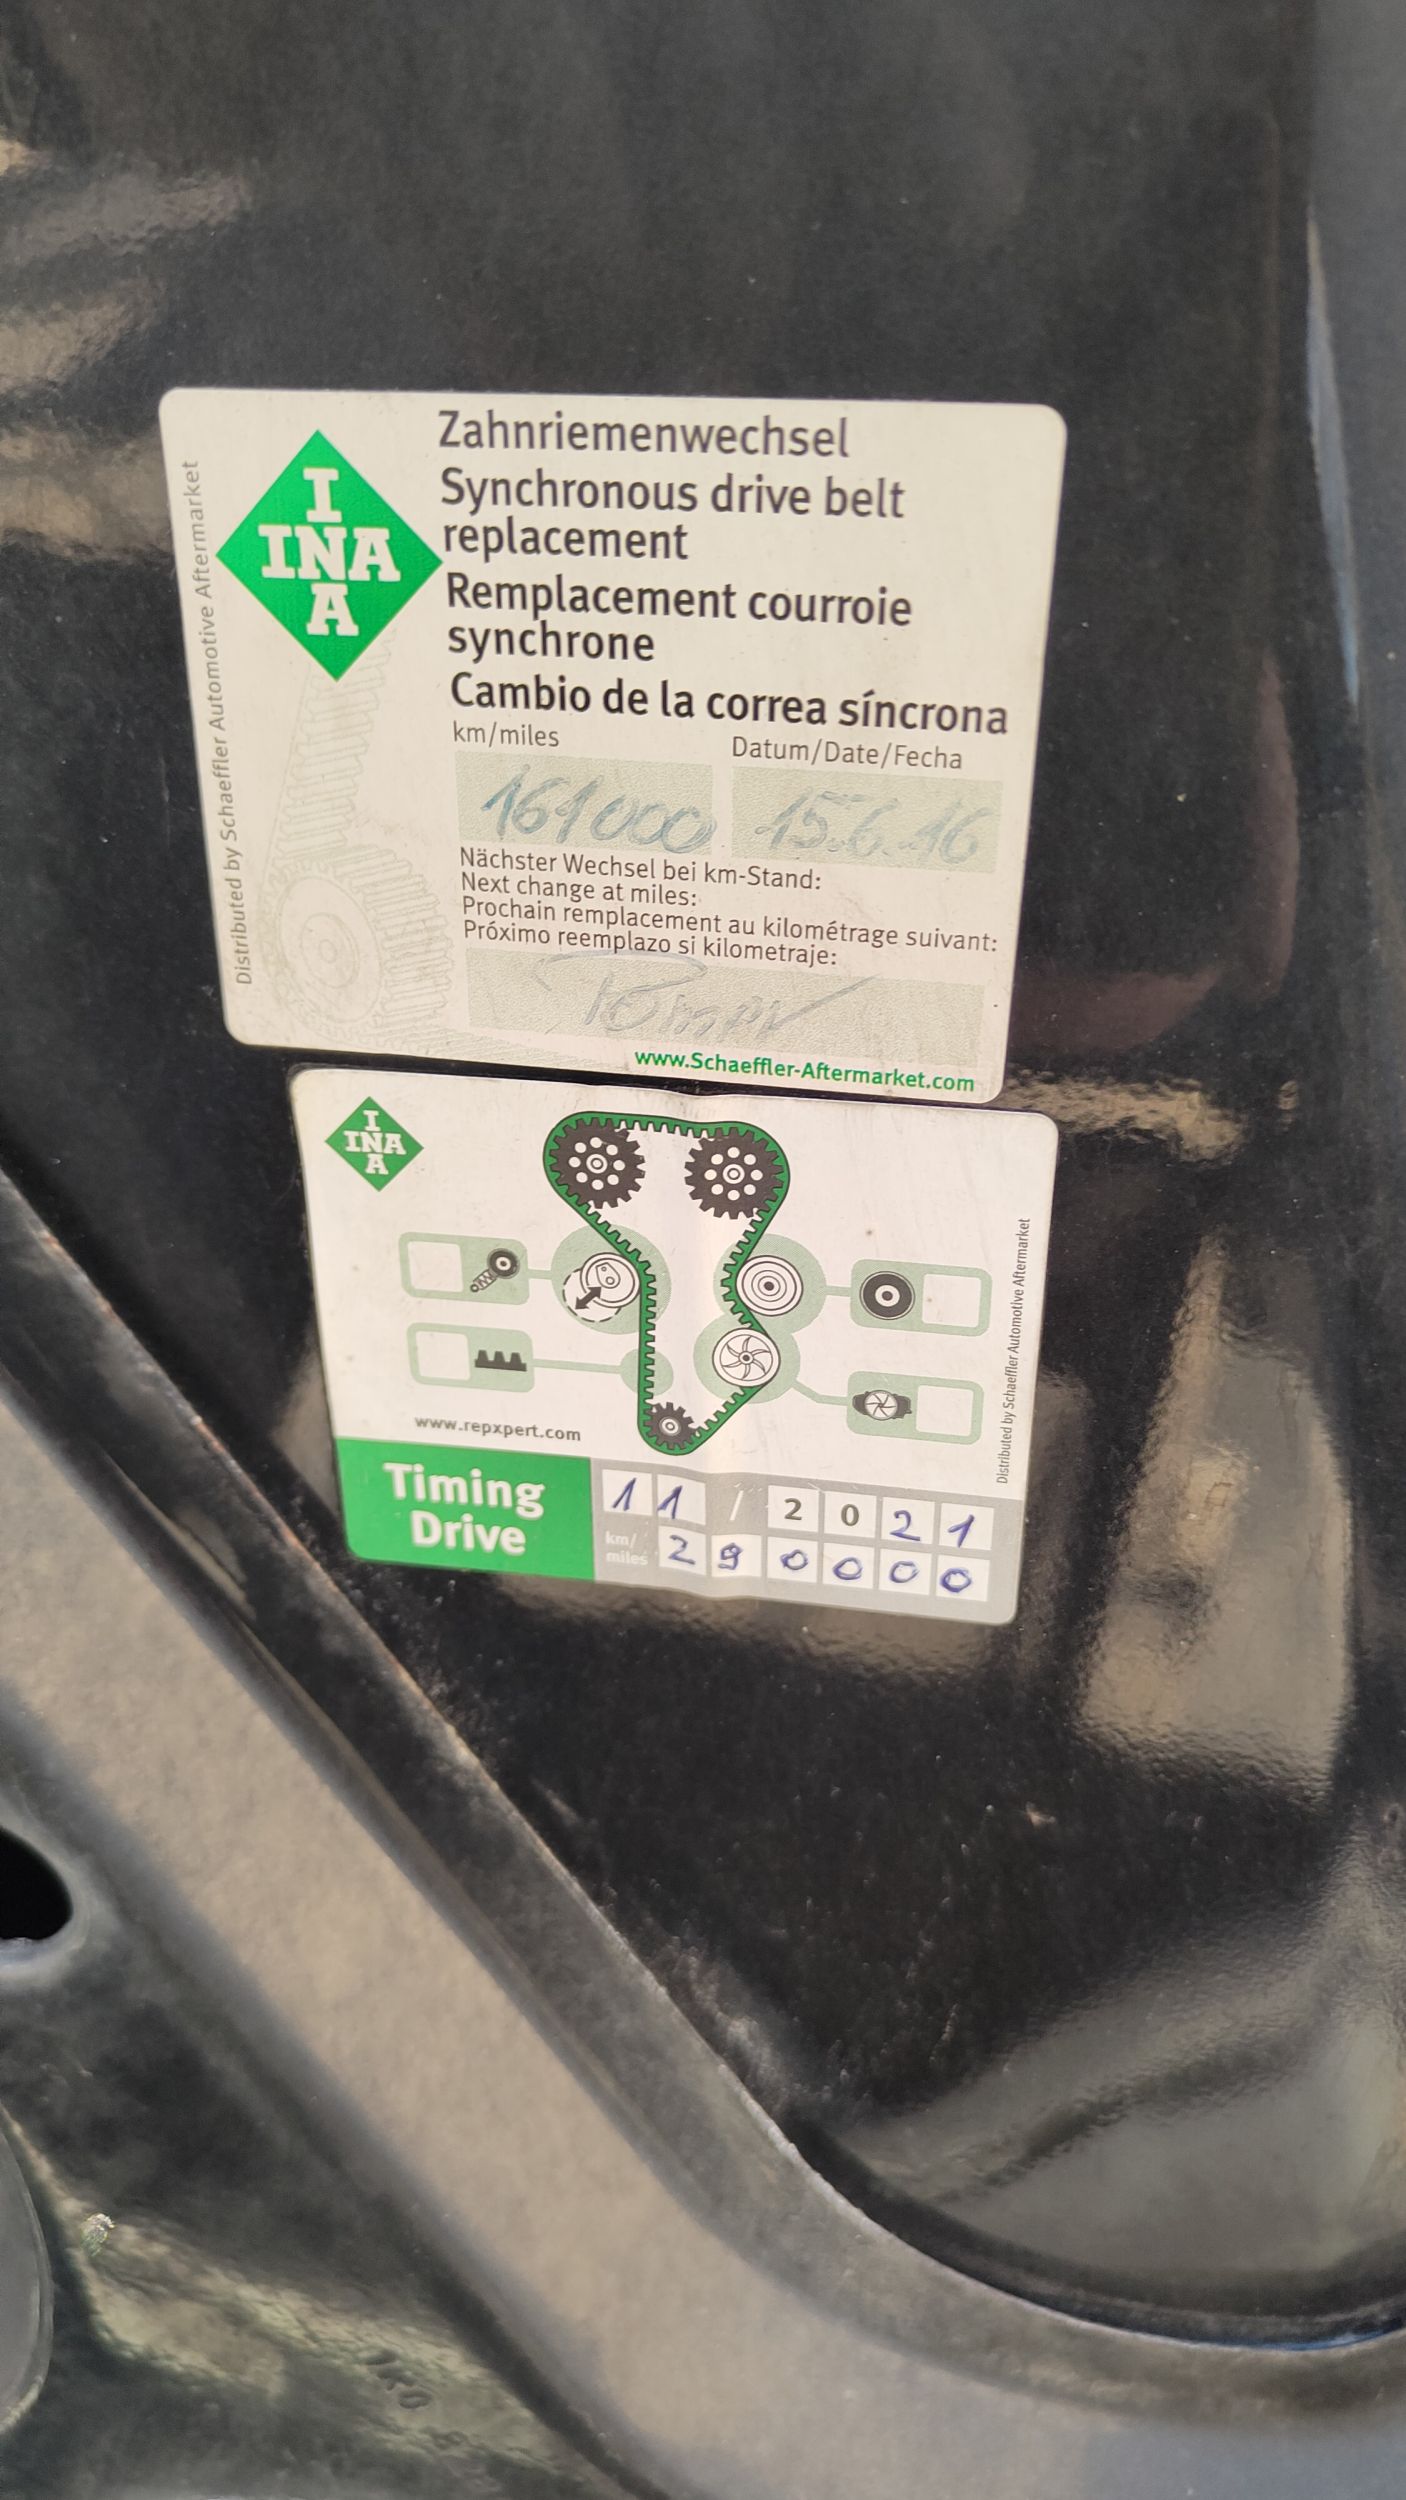 Distributed by Schaeffler Automotive Aftermarket
I
INA
A
Zahnriemenwechsel
Synchronous drive belt
replacement
Remplacement courroie
synchrone
Cambio de la correa síncrona
km/miles
Datum/Date/Fecha
161000
15.6.16
Nächster Wechsel bei km-Stand:
Next change at miles:
Prochain remplacement au kilométrage suivant:
Próximo reemplazo si kilometraje:
www.Schaeffler-Aftermarket.com
I
INA
A
www.repxpert.com
Distributed by Schaeffler Automotive Aftermarket
Timing
Drive
11 / 2021
km/
miles
290000